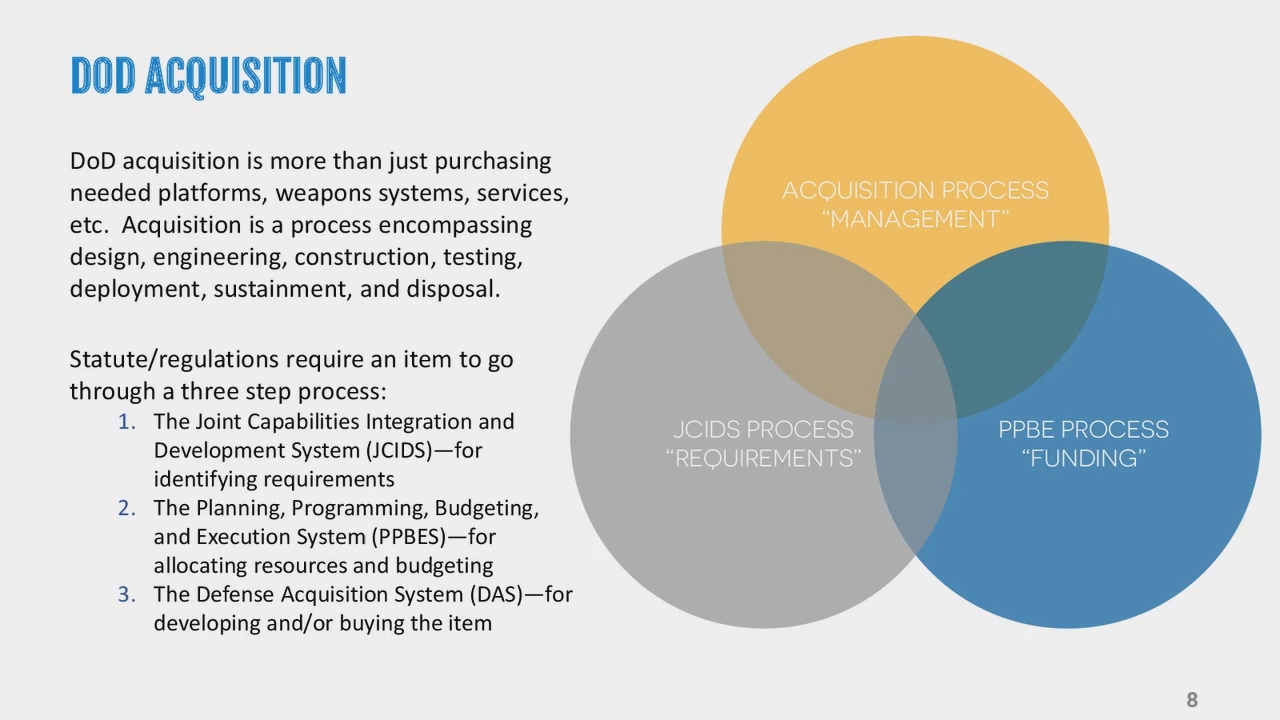 DOD ACQUISITION
DoD acquisition is more than just purchasing
needed platforms, weapons systems, services,
etc.  Acquisition is a process encompassing
design, engineering, construction, testing,
deployment, sustainment, and disposal.
Statute/regulations require an item to go
through a three step process:
1. The Joint Capabilities Integration and
Development System (JCIDS)—for
identifying requirements
2. The Planning, Programming, Budgeting,
and Execution System (PPBES)—for
allocating resources and budgeting
3. The Defense Acquisition System (DAS)—for
developing and/or buying the item
ACQUISITION PROCESS
“MANAGEMENT”
JCIDS PROCESS
“REQUIREMENTS”
PPBE PROCESS
“FUNDING”
8